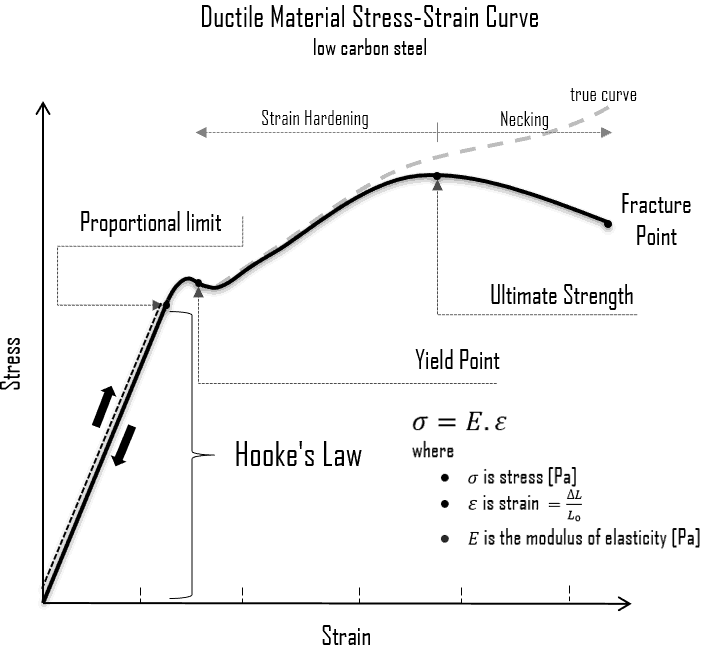 Ductile Material Stress-Strain Curve
low carbon steel
true curve
Strain Hardening
Necking
Proportional limit
Fracture
Point
Ultimate Strength
Yield Point
Stress
Hooke's Law
σ = E. ε
where
• σ is stress [Pa]
• ε is strain = ΔL/L₀
• E is the modulus of elasticity [Pa]
Strain